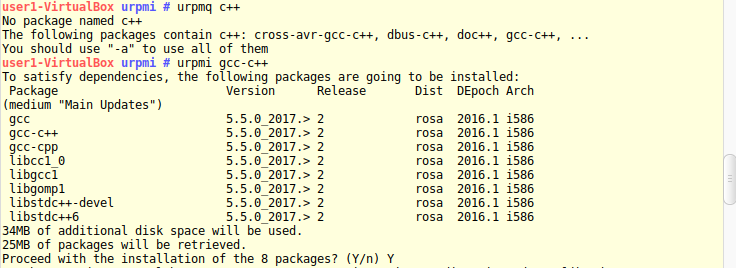 user1-VirtualBox urpmi # urpmq c++
No package named c++
The following packages contain c++: cross-avr-gcc-c++, dbus-c++, doc++, gcc-c++, ...
You should use "-a" to use all of them
user1-VirtualBox urpmi # urpmi gcc-c++
To satisfy dependencies, the following packages are going to be installed:
Package Version Release Dist DEpoch Arch
(medium "Main Updates")
gcc 5.5.0_2017.> 2 rosa 2016.1 i586
gcc-c++ 5.5.0_2017.> 2 rosa 2016.1 i586
gcc-cpp 5.5.0_2017.> 2 rosa 2016.1 i586
libcc1_0 5.5.0_2017.> 2 rosa 2016.1 i586
libgcc1 5.5.0_2017.> 2 rosa 2016.1 i586
libgomp1 5.5.0_2017.> 2 rosa 2016.1 i586
libstdc++-devel 5.5.0_2017.> 2 rosa 2016.1 i586
libstdc++6 5.5.0_2017.> 2 rosa 2016.1 i586
34MB of additional disk space will be used.
25MB of packages will be retrieved.
Proceed with the installation of the 8 packages? (Y/n) Y